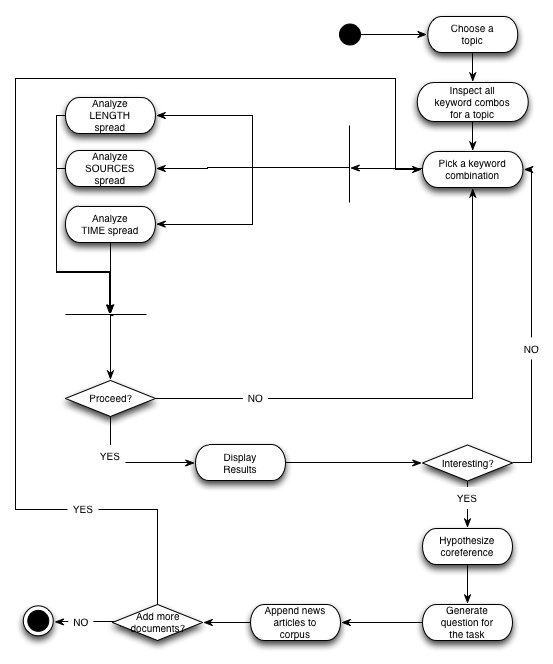 Choose a
topic
Inspect all
keyword combos
for a topic
Analyze
LENGTH
spread
Analyze
SOURCES
spread
Pick a keyword
combination
Analyze
TIME spread
NO
Proceed?
NO
YES
Display
Results
Interesting?
YES
YES
Hypothesize
coreference
Add more
documents?
NO
Append news
articles to
corpus
Generate
question for
the task